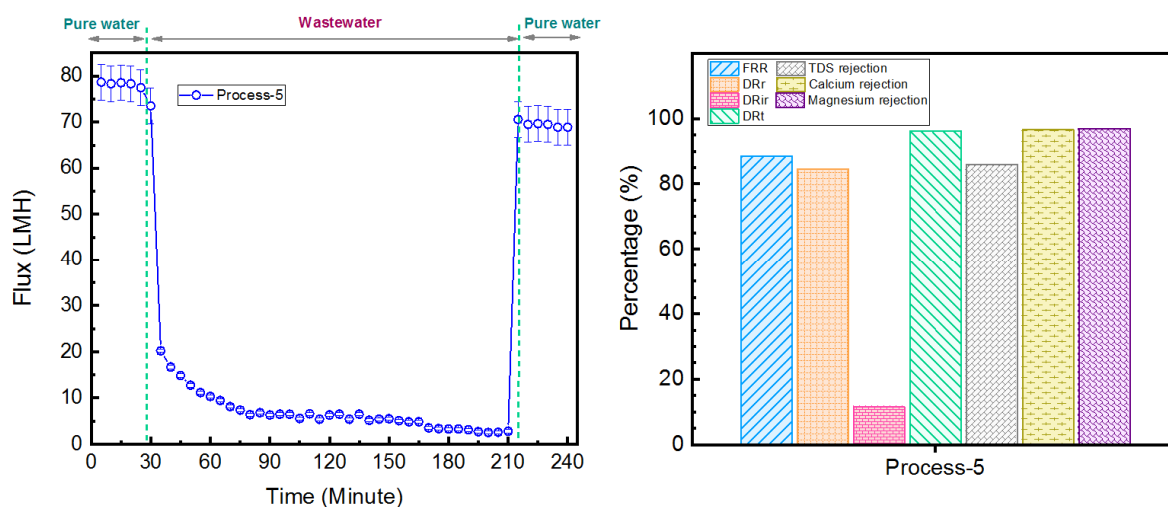 Pure water
Wastewater
Pure water
Flux (LMH)
80
70
60
50
40
30
20
10
0
Process-5
0 30 60 90 120 150 180 210 240
Time (Minute)
Percentage (%)
100
80
60
40
20
0
FRR
DRr
DRir
DRt
TDS rejection
Calcium rejection
Magnesium rejection
Process-5